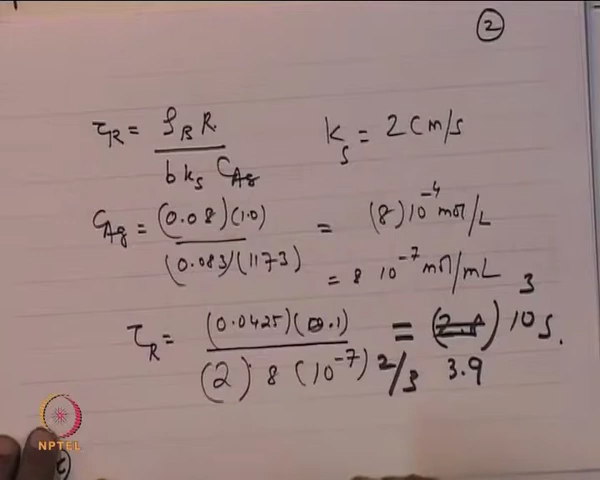 2
τR = ρB R / b ks CAg
Ks = 2 cm/s
CAg = (0.08)(1.0) / (0.083)(1173) = (8) 10^-4 mol/L
= 8 10^-7 mol/mL
τR = (0.0425)(0.1) / (2) 8 (10^-7) 2/3 = ( ) 10^3 s.
3.9
NPTEL